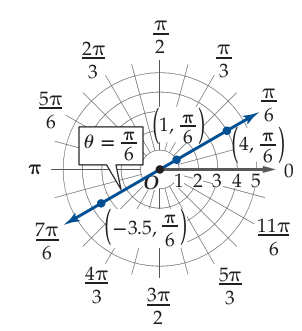 π/2
2π/3
π/3
5π/6
π/6
(1, π/6)
θ = π/6
(4, π/6)
π
O
1 2 3 4 5
0
(−3.5, π/6)
7π/6
11π/6
4π/3
5π/3
3π/2